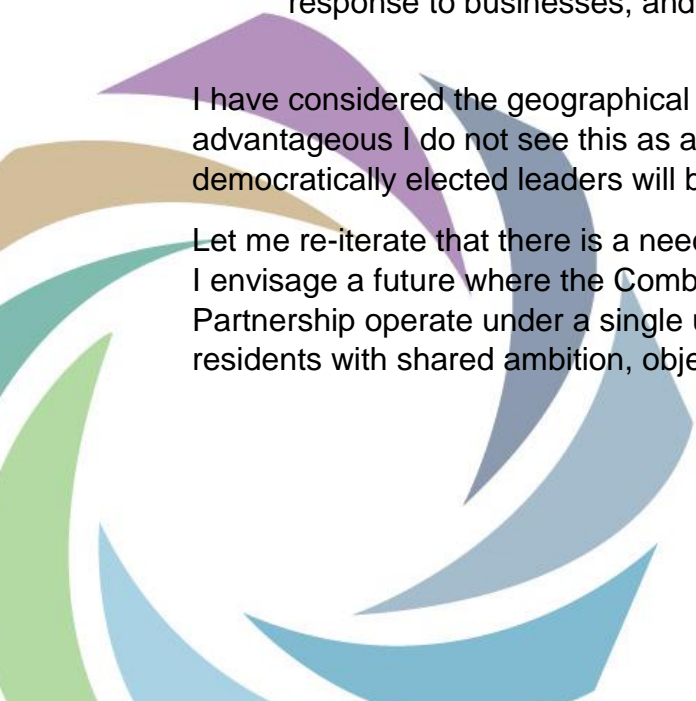 response to businesses, and
I have considered the geographical
advantageous I do not see this as a
democratically elected leaders will b
Let me re-iterate that there is a need
I envisage a future where the Comb
Partnership operate under a single u
residents with shared ambition, obje